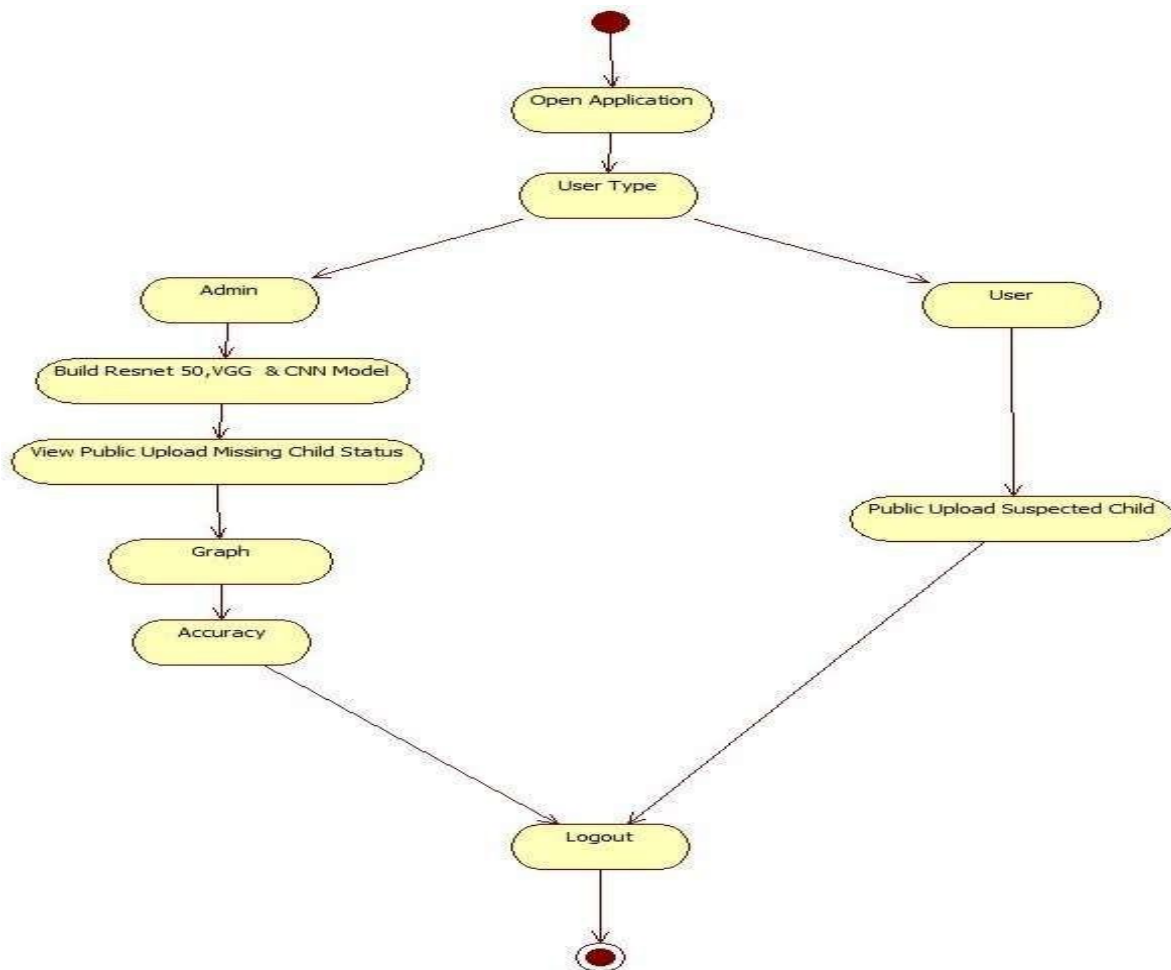 Open Application
User Type
Admin
User
Build Resnet 50,VGG & CNN Model
View Public Upload Missing Child Status
Public Upload Suspected Child
Graph
Accuracy
Logout